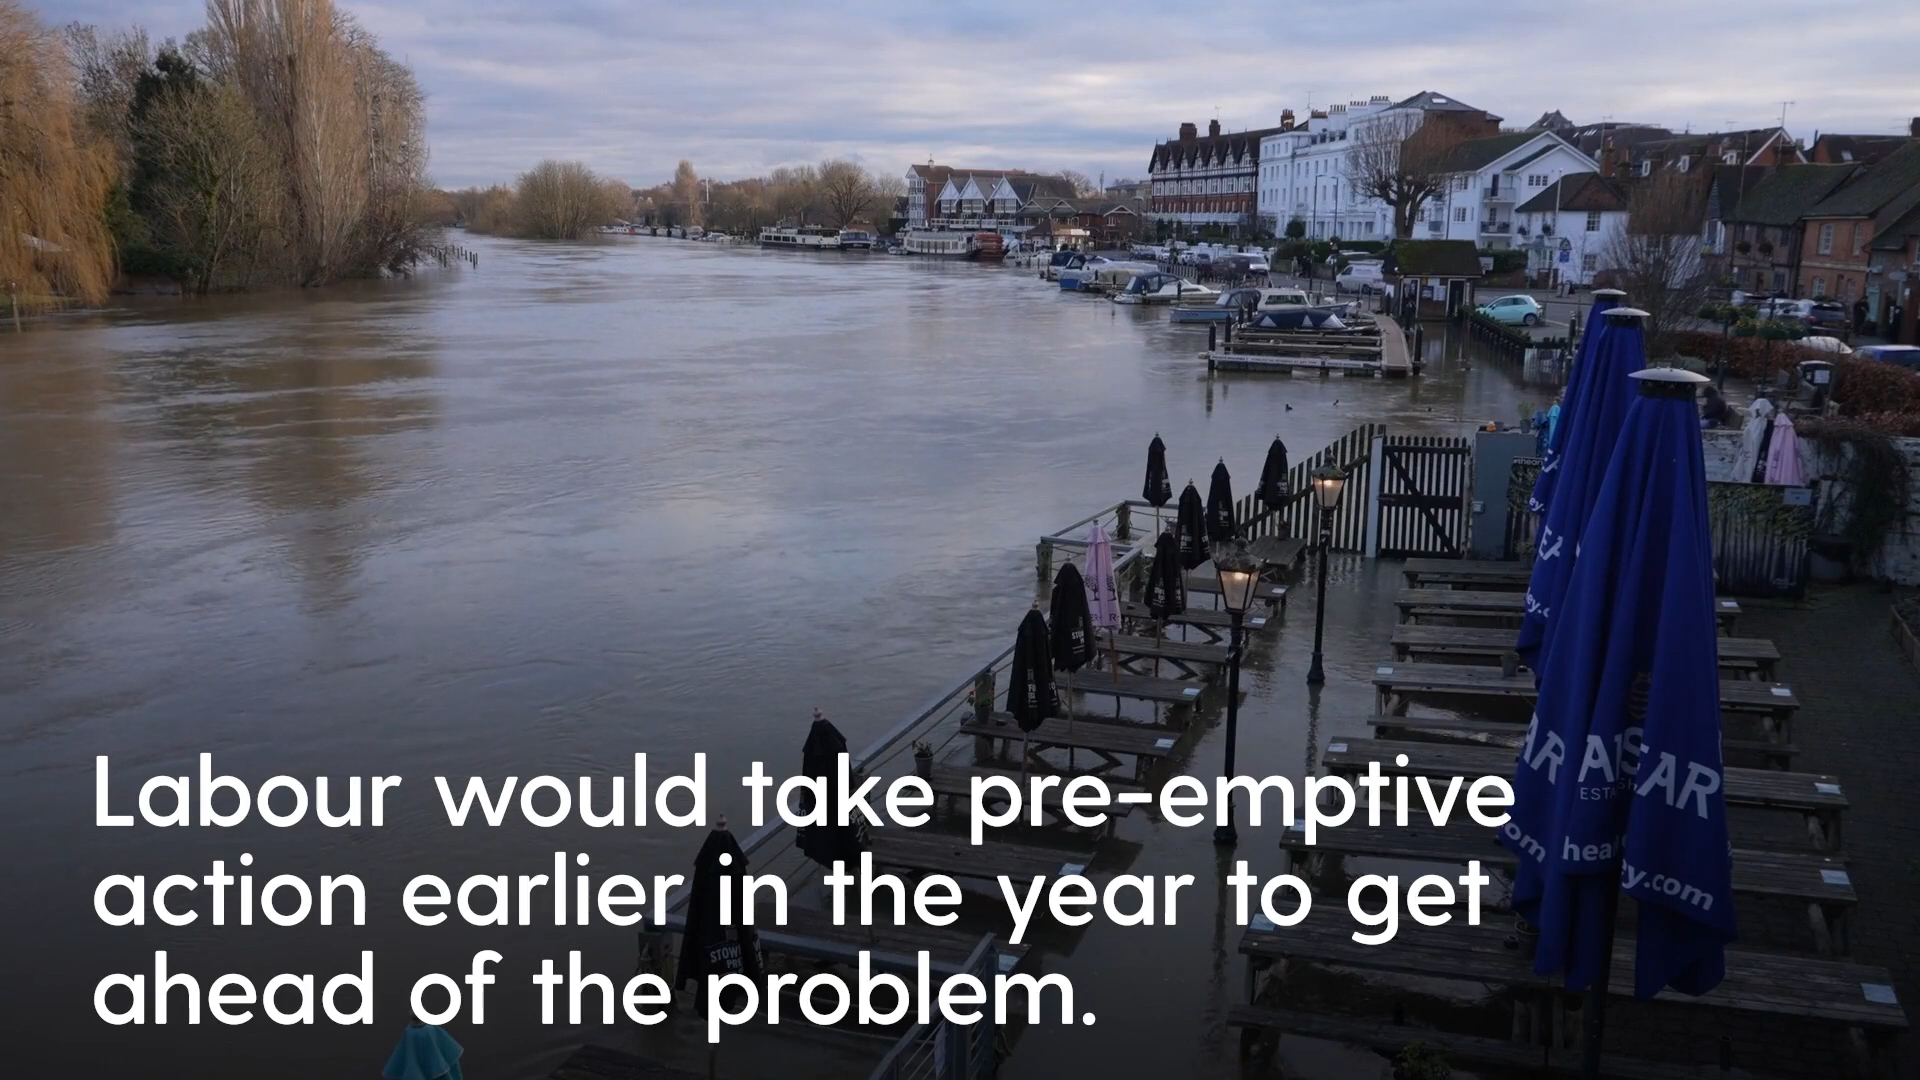 Labour would take pre-emptive
action earlier in the year to get
ahead of the problem.